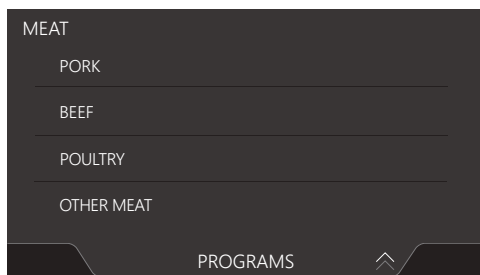 MEAT
PORK
BEEF
POULTRY
OTHER MEAT
PROGRAMS